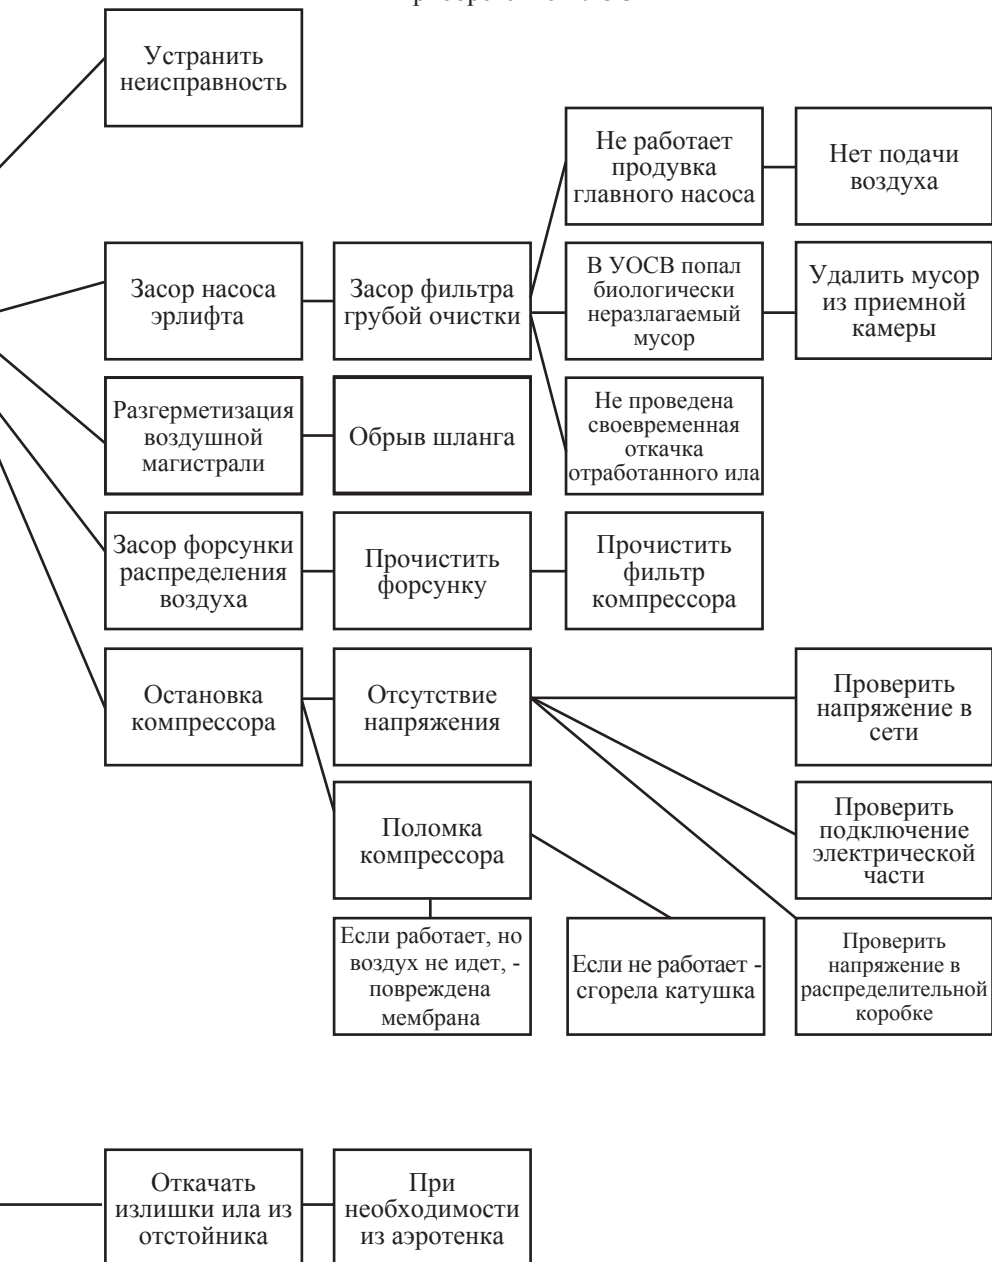 Устранить
неисправность
Не работает
продувка
главного насоса
Нет подачи
воздуха
Засор насоса
эрлифта
Засор фильтра
грубой очистки
В УОСВ попал
биологически
неразлагаемый
мусор
Удалить мусор
из приемной
камеры
Разгерметизация
воздушной
магистрали
Обрыв шланга
Не проведена
своевременная
откачка
отработанного ила
Засор форсунки
распределения
воздуха
Прочистить
форсунку
Прочистить
фильтр
компрессора
Остановка
компрессора
Отсутствие
напряжения
Проверить
напряжение в
сети
Поломка
компрессора
Проверить
подключение
электрической
части
Если работает, но
воздух не идет, -
повреждена
мембрана
Если не работает -
сгорела катушка
Проверить
напряжение в
распределительной
коробке
Откачать
излишки ила из
отстойника
При
необходимости
из аэротенка